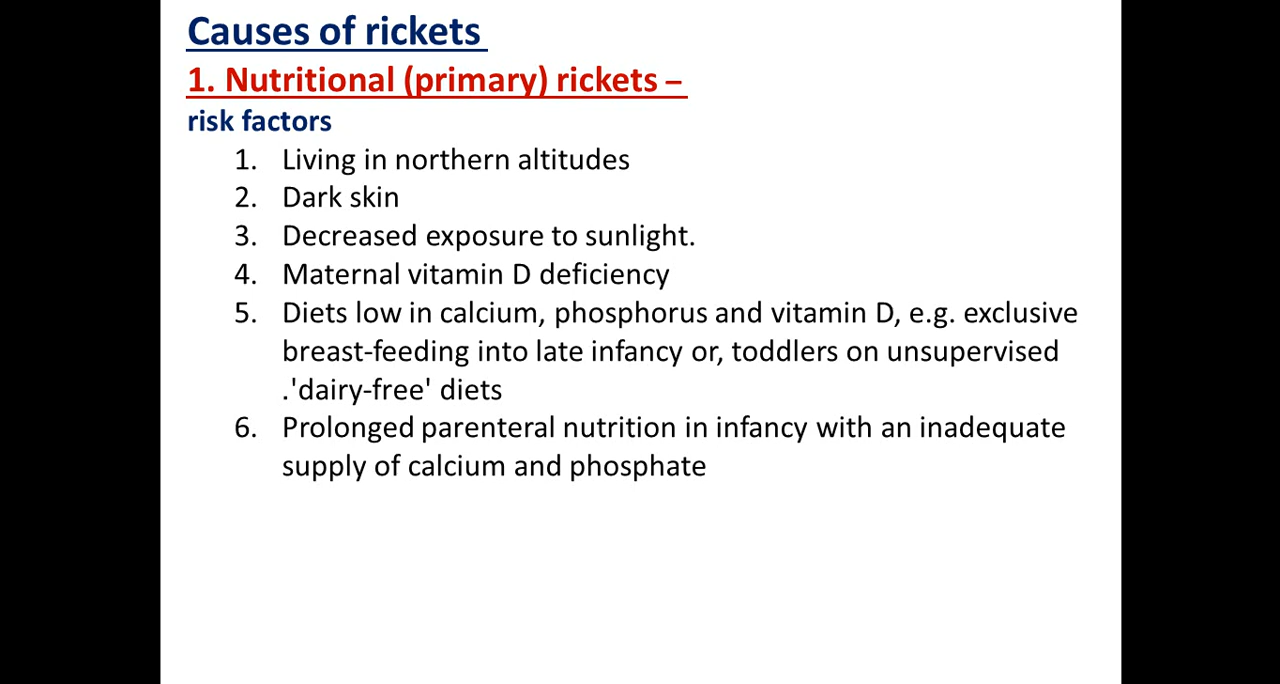 Causes of rickets
1. Nutritional (primary) rickets –
risk factors
1. Living in northern altitudes
2. Dark skin
3. Decreased exposure to sunlight.
4. Maternal vitamin D deficiency
5. Diets low in calcium, phosphorus and vitamin D, e.g. exclusive
breast-feeding into late infancy or, toddlers on unsupervised
.'dairy-free' diets
6. Prolonged parenteral nutrition in infancy with an inadequate
supply of calcium and phosphate